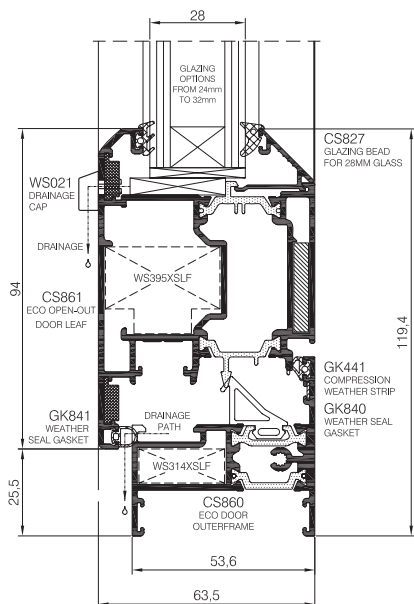 28
GLAZING
OPTIONS
FROM 24mm
TO 32mm
CS827
GLAZING BEAD
FOR 28MM GLASS
WS021
DRAINAGE
CAP
DRAINAGE
WS395XSLF
CS861
ECO OPEN-OUT
DOOR LEAF
94
119,4
GK441
COMPRESSION
WEATHER STRIP
GK840
WEATHER SEAL
GASKET
GK841
WEATHER
SEAL GASKET
DRAINAGE
PATH
WS314XSLF
25,5
CS860
ECO DOOR
OUTERFRAME
53,6
63,5